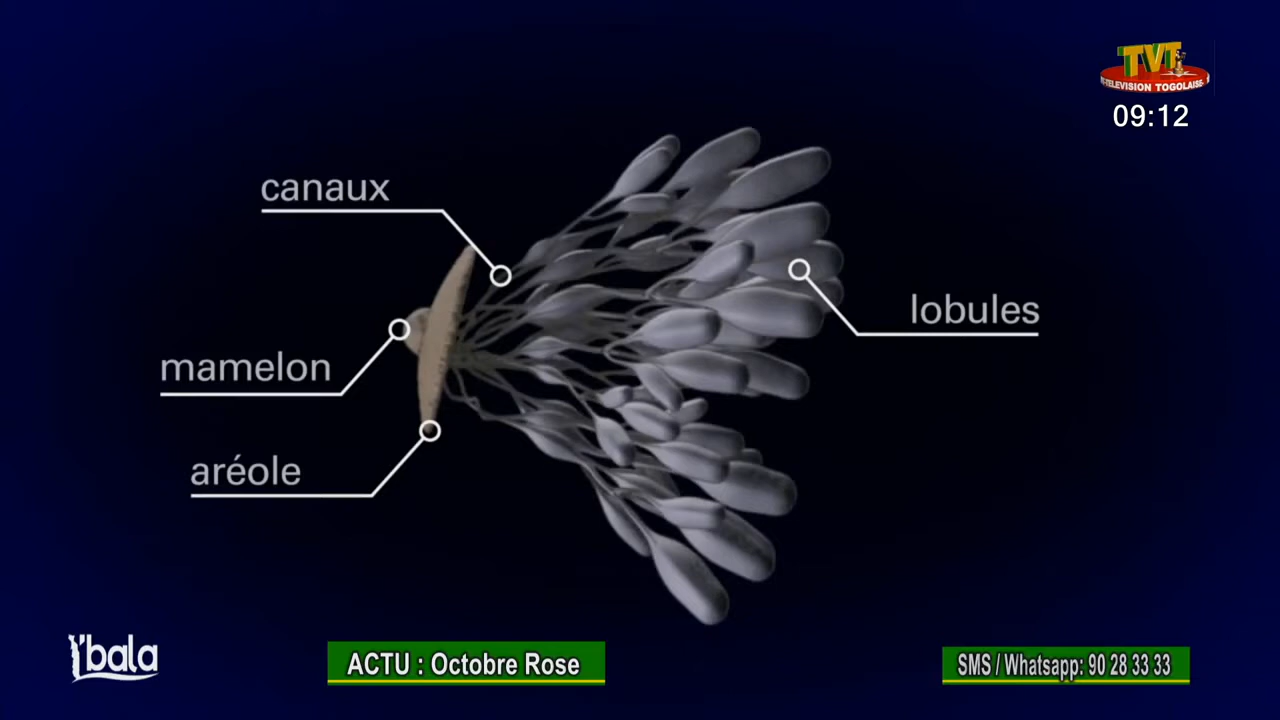 TVT
TELEVISION TOGOLAISE
09:12
canaux
lobules
mamelon
aréole
l'bala
ACTU : Octobre Rose
SMS / Whatsapp: 90 28 33 33